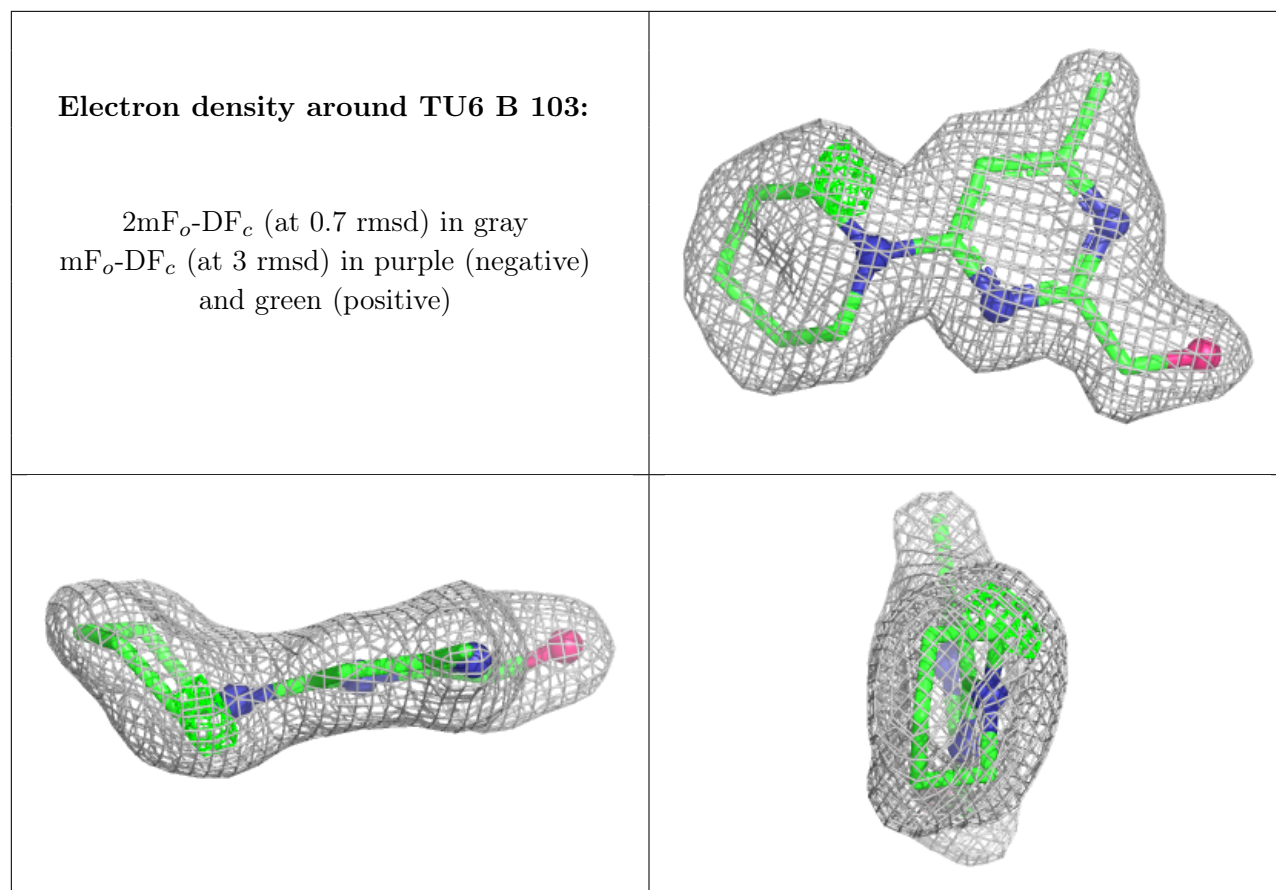 Electron density around TU6 B 103:
2mFₒ-DF𝒸 (at 0.7 rmsd) in gray
mFₒ-DF𝒸 (at 3 rmsd) in purple (negative)
and green (positive)